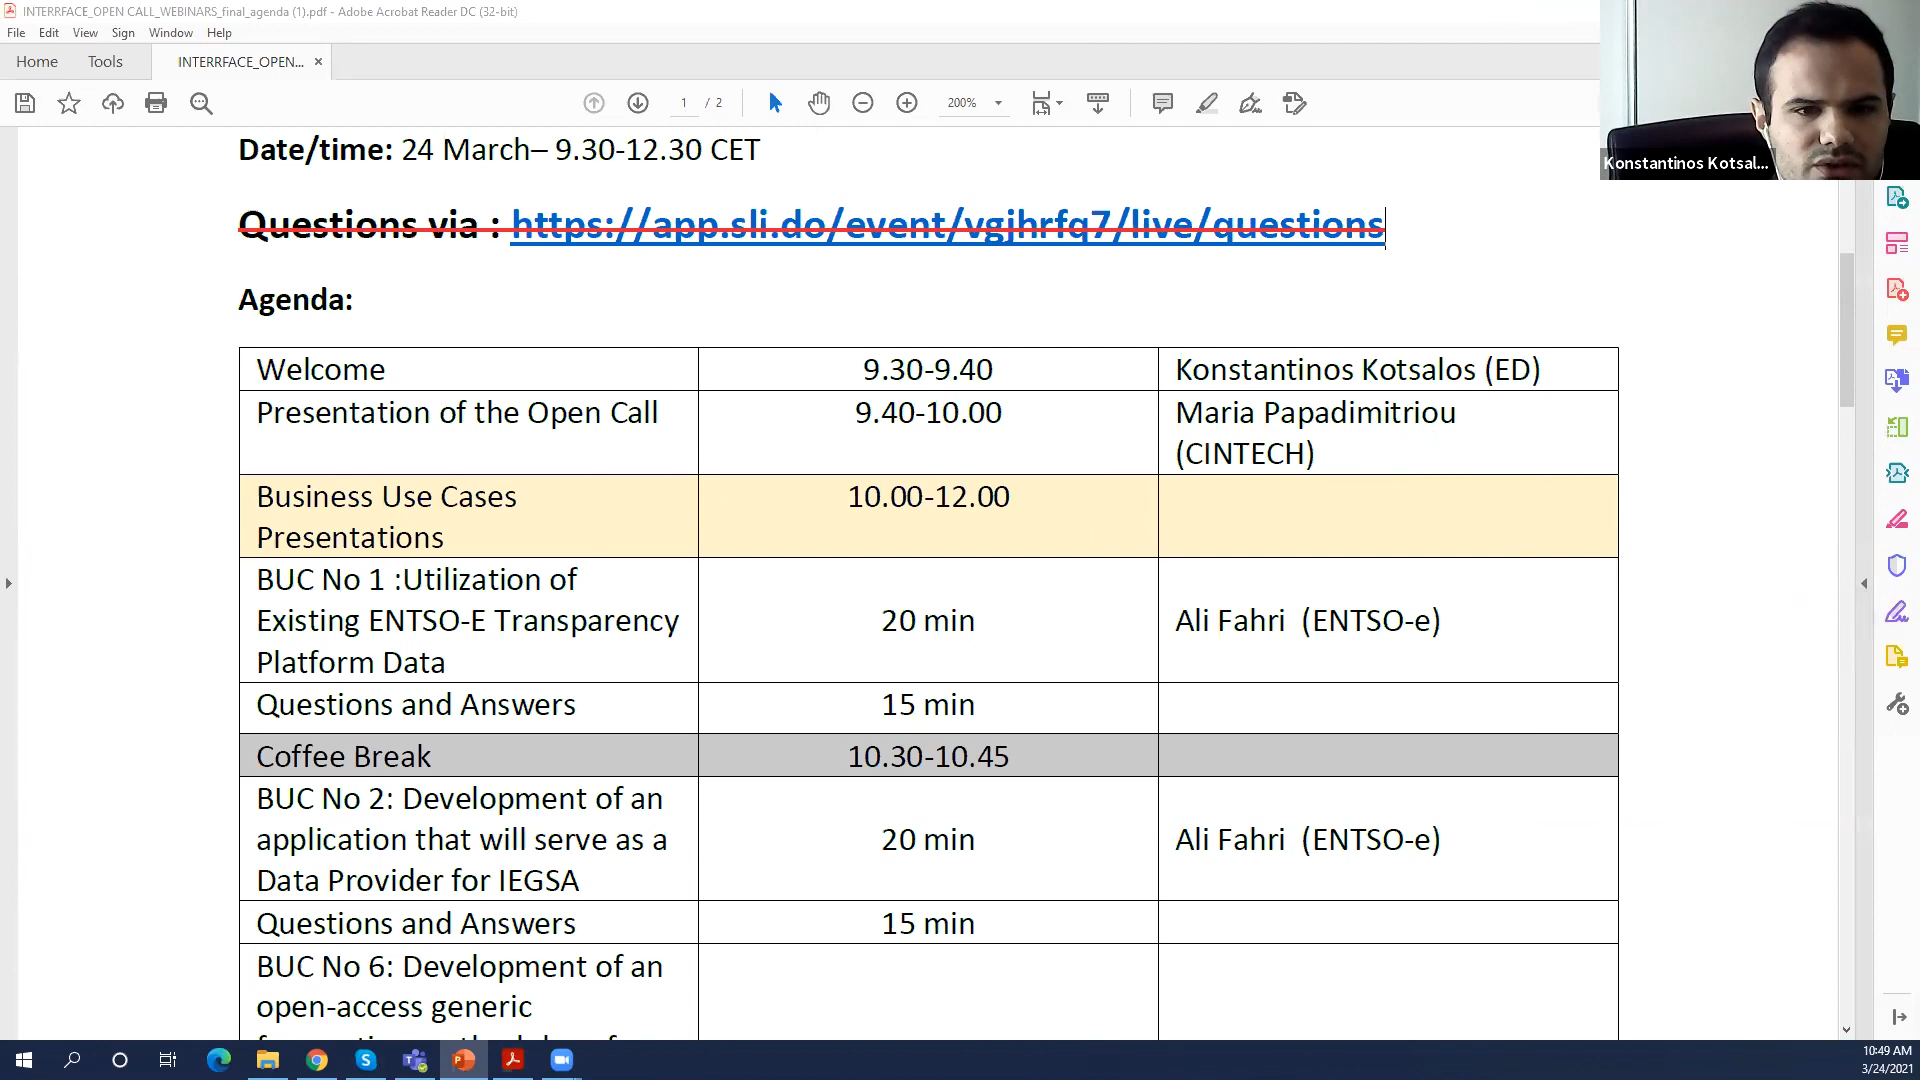 INTERRFACE_OPEN CALL_WEBINARS_final_agenda (1).pdf - Adobe Acrobat Reader DC (32-bit)
File Edit View Sign Window Help
Home Tools INTERRFACE_OPEN... ×
1 / 2 200%
Konstantinos Kotsal...
Date/time: 24 March– 9.30-12.30 CET
Questions via : https://app.sli.do/event/vgjhrfq7/live/questions
Agenda:
Welcome 9.30-9.40 Konstantinos Kotsalos (ED)
Presentation of the Open Call 9.40-10.00 Maria Papadimitriou
(CINTECH)
Business Use Cases 10.00-12.00
Presentations
BUC No 1 :Utilization of
Existing ENTSO-E Transparency 20 min Ali Fahri (ENTSO-e)
Platform Data
Questions and Answers 15 min
Coffee Break 10.30-10.45
BUC No 2: Development of an
application that will serve as a 20 min Ali Fahri (ENTSO-e)
Data Provider for IEGSA
Questions and Answers 15 min
BUC No 6: Development of an
open-access generic
10:49 AM
3/24/2021